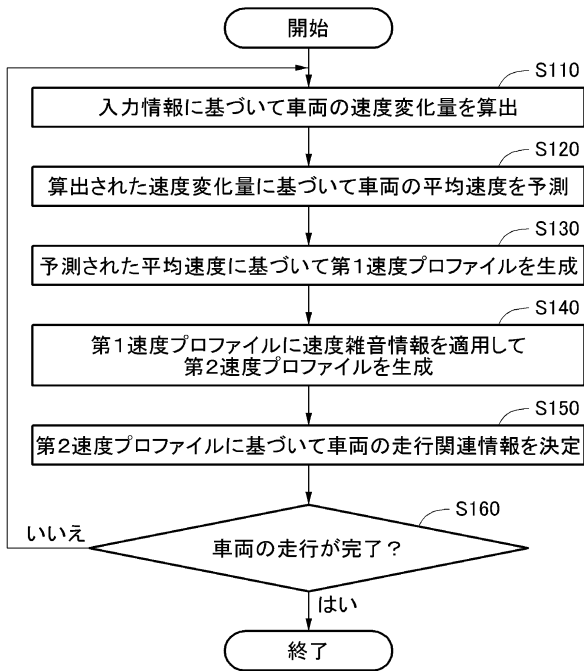 開始
S110
入力情報に基づいて車両の速度変化量を算出
S120
算出された速度変化量に基づいて車両の平均速度を予測
S130
予測された平均速度に基づいて第1速度プロファイルを生成
S140
第1速度プロファイルに速度雑音情報を適用して
第2速度プロファイルを生成
S150
第2速度プロファイルに基づいて車両の走行関連情報を決定
S160
いいえ
車両の走行が完了？
はい
終了